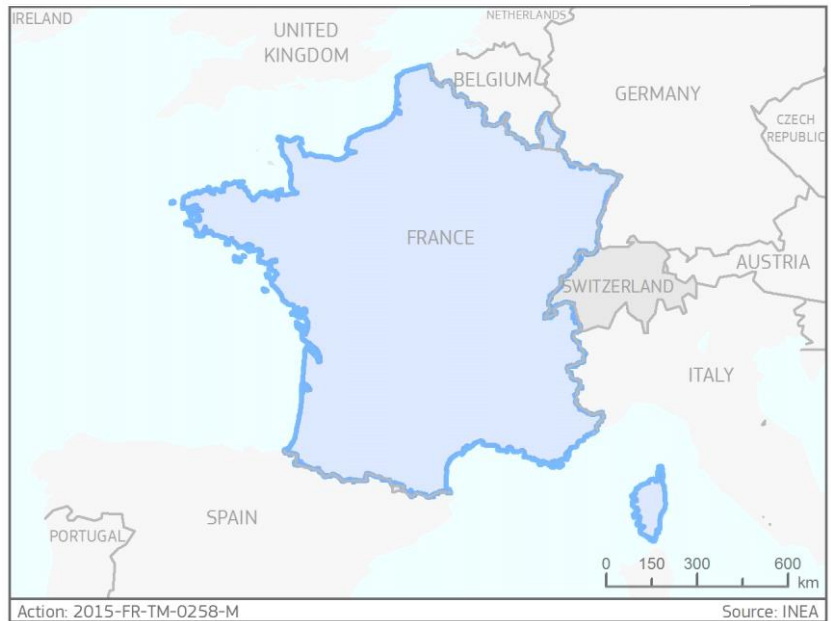 IRELAND
NETHERLANDS
UNITED
KINGDOM
BELGIUM
GERMANY
CZECH
REPUBLIC
FRANCE
AUSTRIA
SWITZERLAND
ITALY
SPAIN
PORTUGAL
0 150 300 600
km
Action: 2015-FR-TM-0258-M
Source: INEA